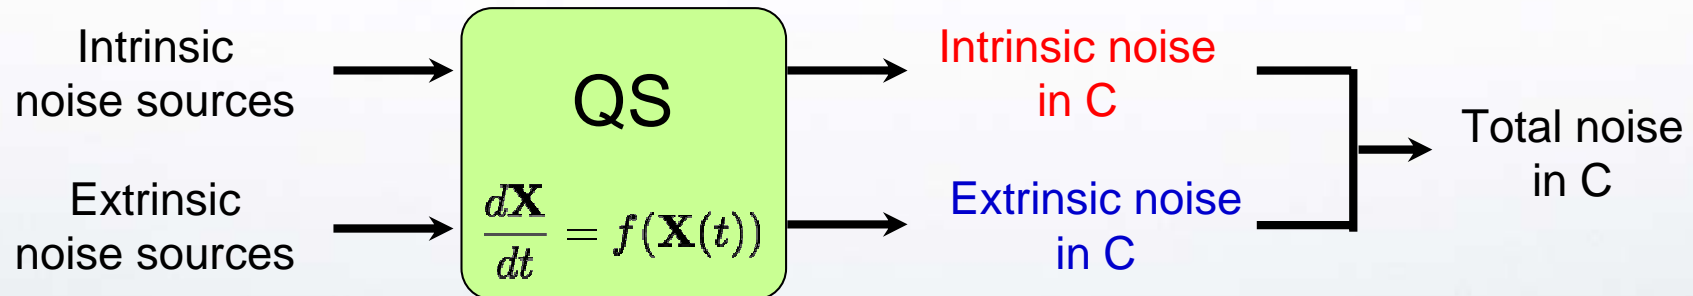 Intrinsic
noise sources
Extrinsic
noise sources
QS
d𝐗/dt = f(𝐗(t))
Intrinsic noise
in C
Extrinsic noise
in C
Total noise
in C